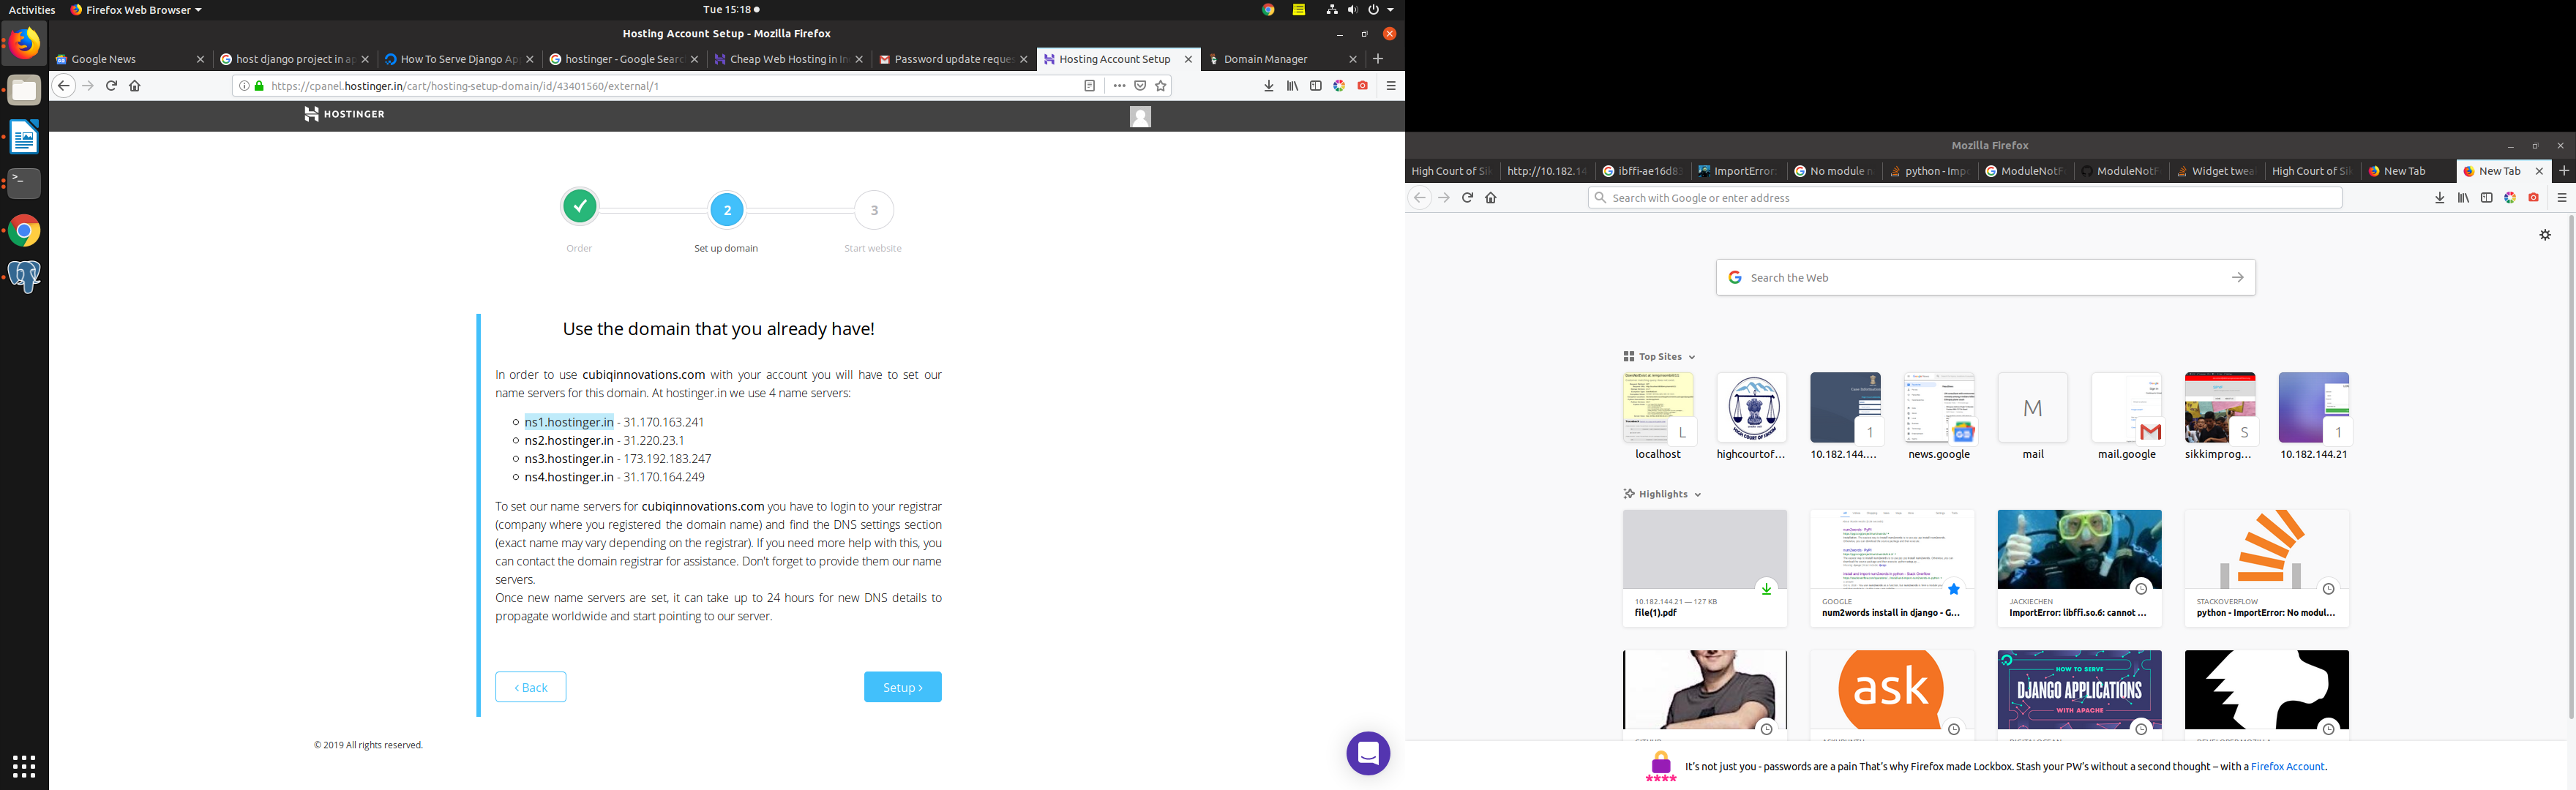 Activities Firefox Web Browser
Tue 15:18
Hosting Account Setup - Mozilla Firefox
Google News
host django project in ap
How To Serve Django Ap
hostinger - Google Searc
Cheap Web Hosting in In
Password update reque
Hosting Account Setup
Domain Manager
https://cpanel.hostinger.in/cart/hosting-setup-domain/id/43401560/external/1
HOSTINGER
2
3
Order
Set up domain
Start website
Use the domain that you already have!
In order to use cubiqinnovations.com with your account you will have to set our
name servers for this domain. At hostinger.in we use 4 name servers:
ns1.hostinger.in - 31.170.163.241
ns2.hostinger.in - 31.220.23.1
ns3.hostinger.in - 173.192.183.247
ns4.hostinger.in - 31.170.164.249
To set our name servers for cubiqinnovations.com you have to login to your registrar
(company where you registered the domain name) and find the DNS settings section
(exact name may vary depending on the registrar). If you need more help with this, you
can contact the domain registrar for assistance. Don't forget to provide them our name
servers.
Once new name servers are set, it can take up to 24 hours for new DNS details to
propagate worldwide and start pointing to our server.
‹ Back
Setup ›
© 2019 All rights reserved.
Mozilla Firefox
High Court of Sik
http://10.182.14
ibffi-ae16d83
ImportError:
No module n
python - Imp
ModuleNotF
ModuleNotF
Widget twea
High Court of Sik
New Tab
New Tab
Search with Google or enter address
Search the Web
Top Sites
L
1
M
S
1
localhost
highcourtof...
10.182.144....
news.google
mail
mail.google
sikkimprog...
10.182.144.21
Highlights
10.182.144.21 — 127 KB
file(1).pdf
GOOGLE
num2words install in django - G...
JACKIECHEN
ImportError: libffi.so.6: cannot ...
STACKOVERFLOW
python - ImportError: No modul...
ask
HOW TO SERVE
DJANGO APPLICATIONS
WITH APACHE
It's not just you - passwords are a pain That's why Firefox made Lockbox. Stash your PW's without a second thought – with a Firefox Account.